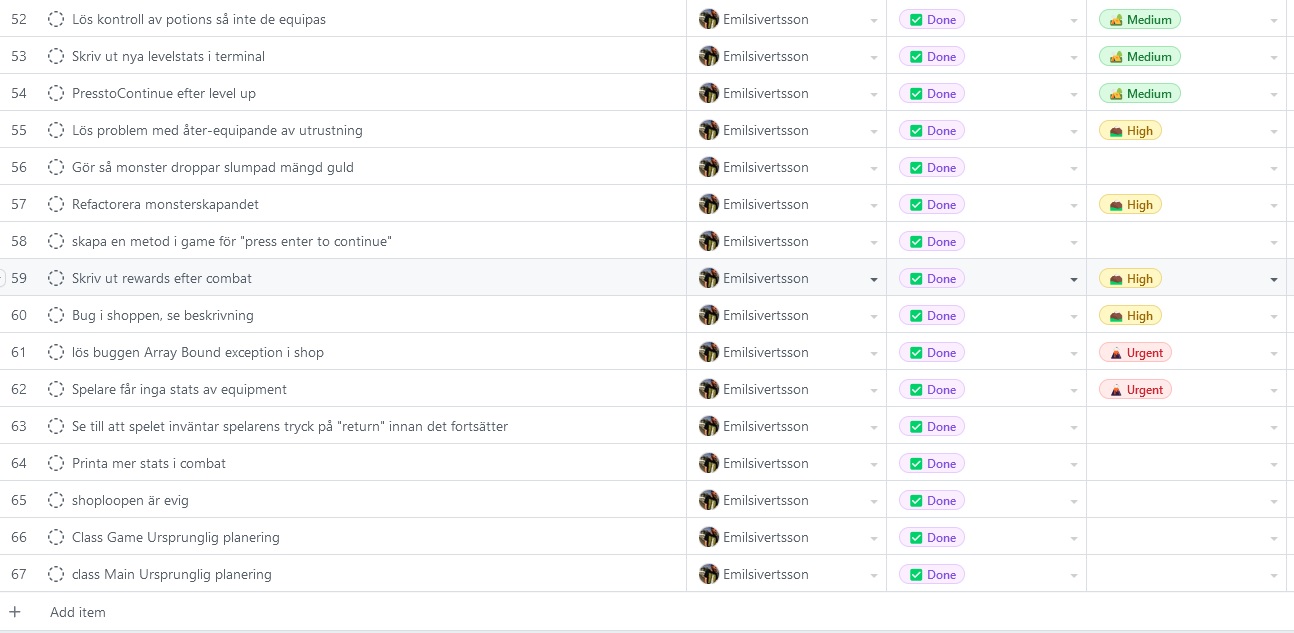 52 Lös kontroll av potions så inte de equipas Emilsivertsson ✅ Done 🏕️ Medium
53 Skriv ut nya levelstats i terminal Emilsivertsson ✅ Done 🏕️ Medium
54 PresstoContinue efter level up Emilsivertsson ✅ Done 🏕️ Medium
55 Lös problem med åter-equipande av utrustning Emilsivertsson ✅ Done High
56 Gör så monster droppar slumpad mängd guld Emilsivertsson ✅ Done
57 Refactorera monsterskapandet Emilsivertsson ✅ Done High
58 skapa en metod i game för "press enter to continue" Emilsivertsson ✅ Done
59 Skriv ut rewards efter combat Emilsivertsson ✅ Done High
60 Bug i shoppen, se beskrivning Emilsivertsson ✅ Done High
61 lös buggen Array Bound exception i shop Emilsivertsson ✅ Done 🌋 Urgent
62 Spelare får inga stats av equipment Emilsivertsson ✅ Done 🌋 Urgent
63 Se till att spelet inväntar spelarens tryck på "return" innan det fortsätter Emilsivertsson ✅ Done
64 Printa mer stats i combat Emilsivertsson ✅ Done
65 shoploopen är evig Emilsivertsson ✅ Done
66 Class Game Ursprunglig planering Emilsivertsson ✅ Done
67 class Main Ursprunglig planering Emilsivertsson ✅ Done
+ Add item